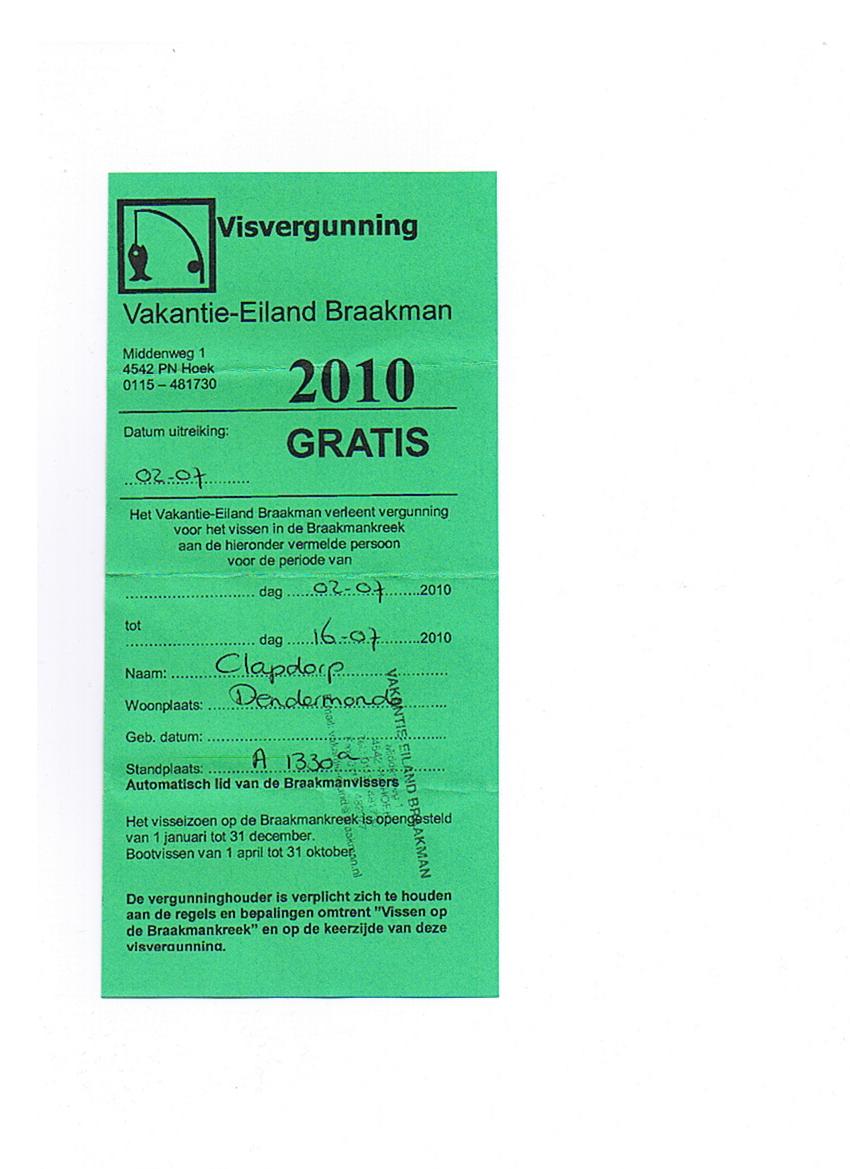 Visvergunning
Vakantie-Eiland Braakman
Middenweg 1
4542 PN Hoek
0115 – 481730
2010
Datum uitreiking:
GRATIS
02-07
Het Vakantie-Eiland Braakman verleent vergunning
voor het vissen in de Braakmankreek
aan de hieronder vermelde persoon
voor de periode van
dag 02-07 2010
tot
dag 16-07 2010
Naam: Clapdorp
Woonplaats: Dendermonde
Geb. datum:
Standplaats: A 1330a
Automatisch lid van de Braakmanvissers
VAKANTIE-EILAND BRAAKMAN
Het visseizoen op de Braakmankreek is opengesteld
van 1 januari tot 31 december.
Bootvissen van 1 april tot 31 oktober
De vergunninghouder is verplicht zich te houden
aan de regels en bepalingen omtrent "Vissen op
de Braakmankreek" en op de keerzijde van deze
visvergunning.